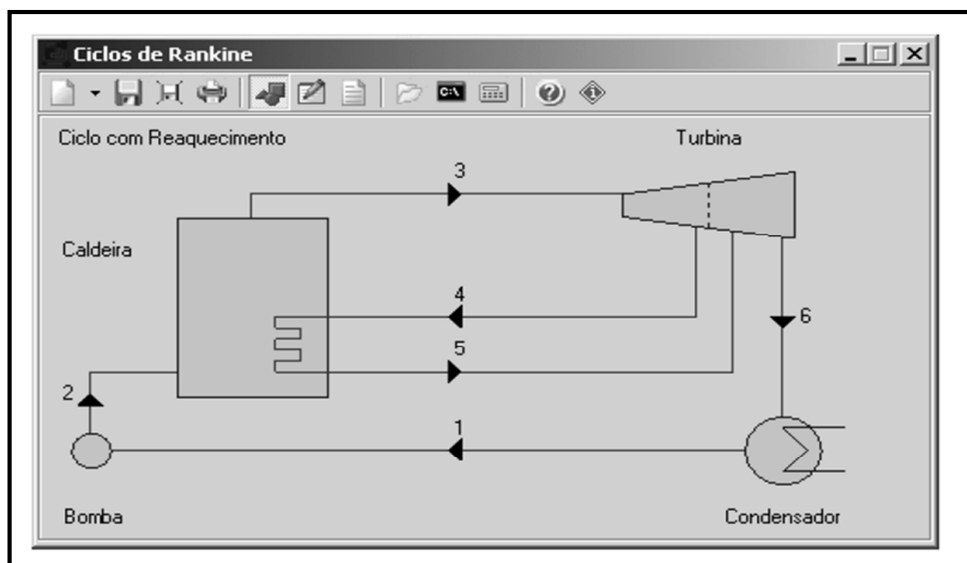 Ciclos de Rankine
C:\
Ciclo com Reaquecimento
Turbina
3
Caldeira
4
6
5
2
1
Bomba
Condensador